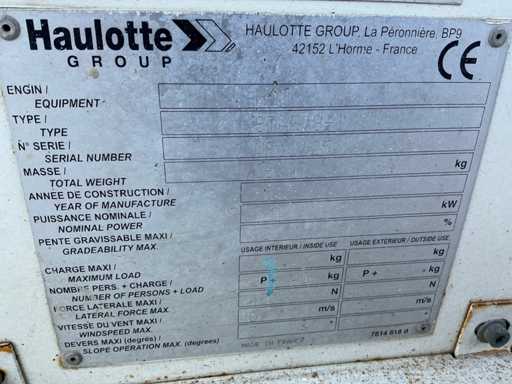 Haulotte
GROUP
HAULOTTE GROUP, La Péronnière, BP9
42152 L'Horme - France
CE
ENGIN /
EQUIPMENT
TYPE /
TYPE
N° SERIE /
SERIAL NUMBER
MASSE /
TOTAL WEIGHT
kg
ANNEE DE CONSTRUCTION /
YEAR OF MANUFACTURE
PUISSANCE NOMINALE /
NOMINAL POWER
kW
PENTE GRAVISSABLE MAXI /
GRADEABILITY MAX.
%
USAGE INTERIEUR / INSIDE USE
USAGE EXTERIEUR / OUTSIDE USE
CHARGE MAXI /
MAXIMUM LOAD
kg
kg
NOMBRE PERS. + CHARGE /
NUMBER OF PERSONS + LOAD
P
kg
P +
kg
FORCE LATERALE MAXI /
LATERAL FORCE MAX.
N
N
VITESSE DU VENT MAXI /
WINDSPEED MAX.
m/s
m/s
DEVERS MAXI (degrés) /
SLOPE OPERATION MAX. (degrees)
°
°
MADE IN FRANCE